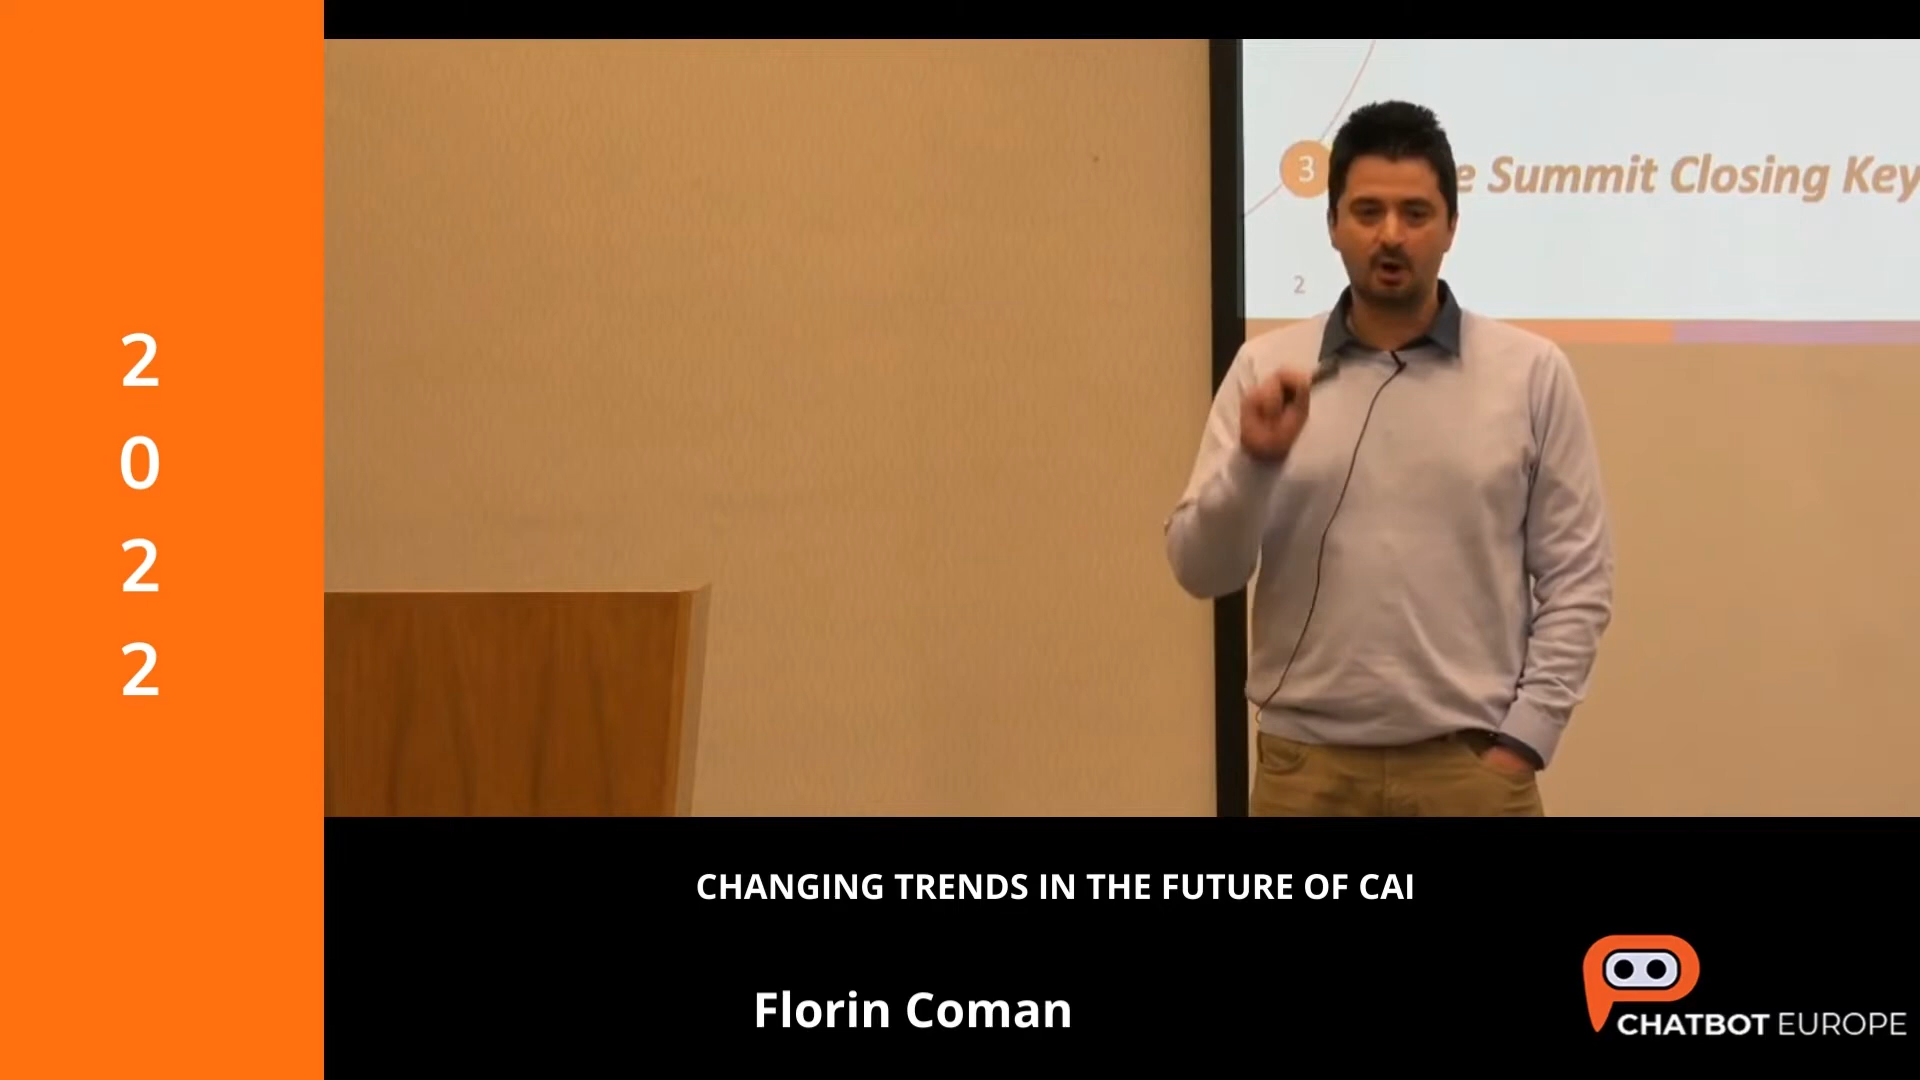 2
0
2
2
3
Summit Closing
2
CHANGING TRENDS IN THE FUTURE OF CAI
Florin Coman
CHATBOT EUROPE